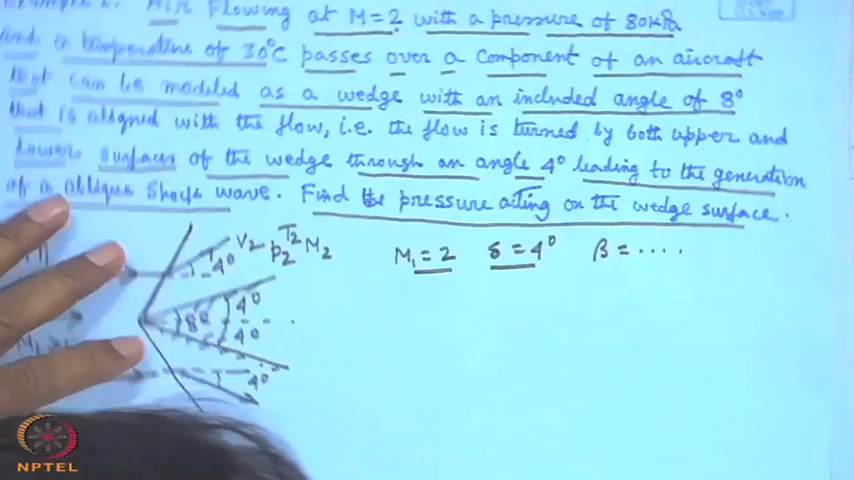 Example : Air Flowing at M = 2 with a pressure of 80 kPa
and a temperature of 30°C passes over a component of an aircraft
that can be modeled as a wedge with an included angle of 8°
that is aligned with the flow, i.e. the flow is turned by both upper and
Lower surfaces of the wedge through an angle 4° leading to the generation
of a oblique shock wave. Find the pressure acting on the wedge surface.
4° V2 p2 T2 M2
M1 = 2 δ = 4° β = ....
8° 4°
4°
4°
NPTEL